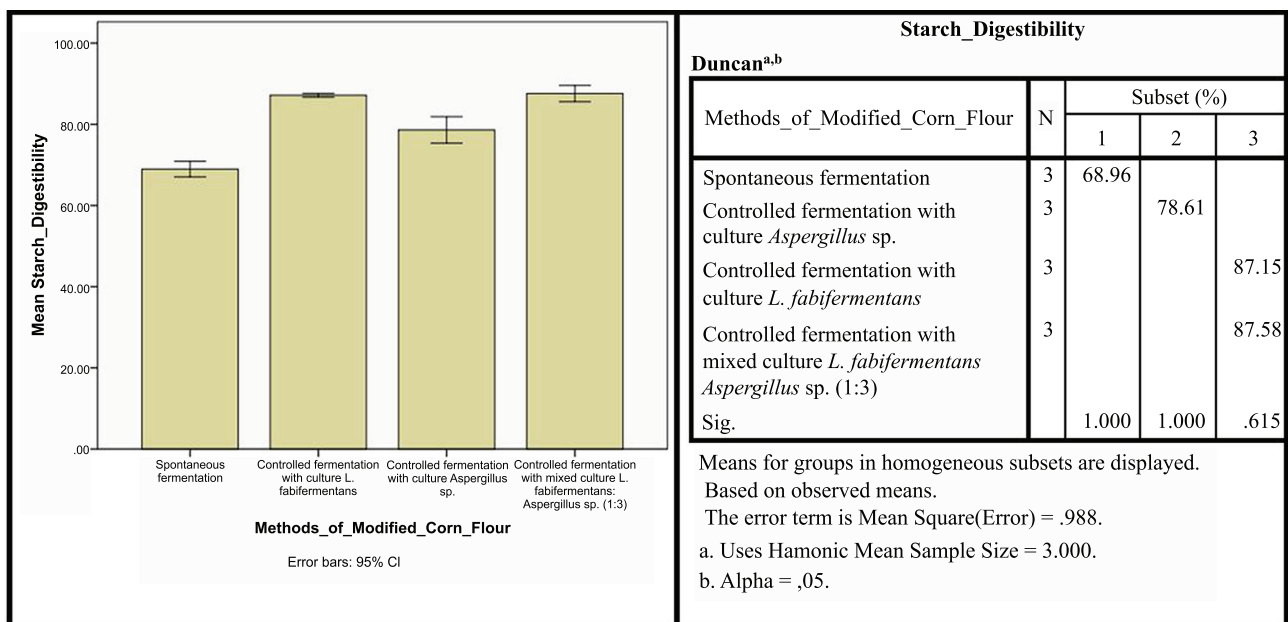 100.00
80.00
60.00
40.00
20.00
.00
Mean Starch_Digestibility
Spontaneous
fermentation
Controlled fermentation
with culture L.
fabifermentans
Controlled fermentation
with culture Aspergillus
sp.
Controlled fermentation
with mixed culture L.
fabifermentans:
Aspergillus sp. (1:3)
Methods_of_Modified_Corn_Flour
Error bars: 95% CI
Starch_Digestibility
Duncana,b
Methods_of_Modified_Corn_Flour N Subset (%)
1 2 3
Spontaneous fermentation 3 68.96
Controlled fermentation with 3 78.61
culture Aspergillus sp.
Controlled fermentation with 3 87.15
culture L. fabifermentans
Controlled fermentation with 3 87.58
mixed culture L. fabifermentans
Aspergillus sp. (1:3)
Sig. 1.000 1.000 .615
Means for groups in homogeneous subsets are displayed.
Based on observed means.
The error term is Mean Square(Error) = .988.
a. Uses Hamonic Mean Sample Size = 3.000.
b. Alpha = ,05.